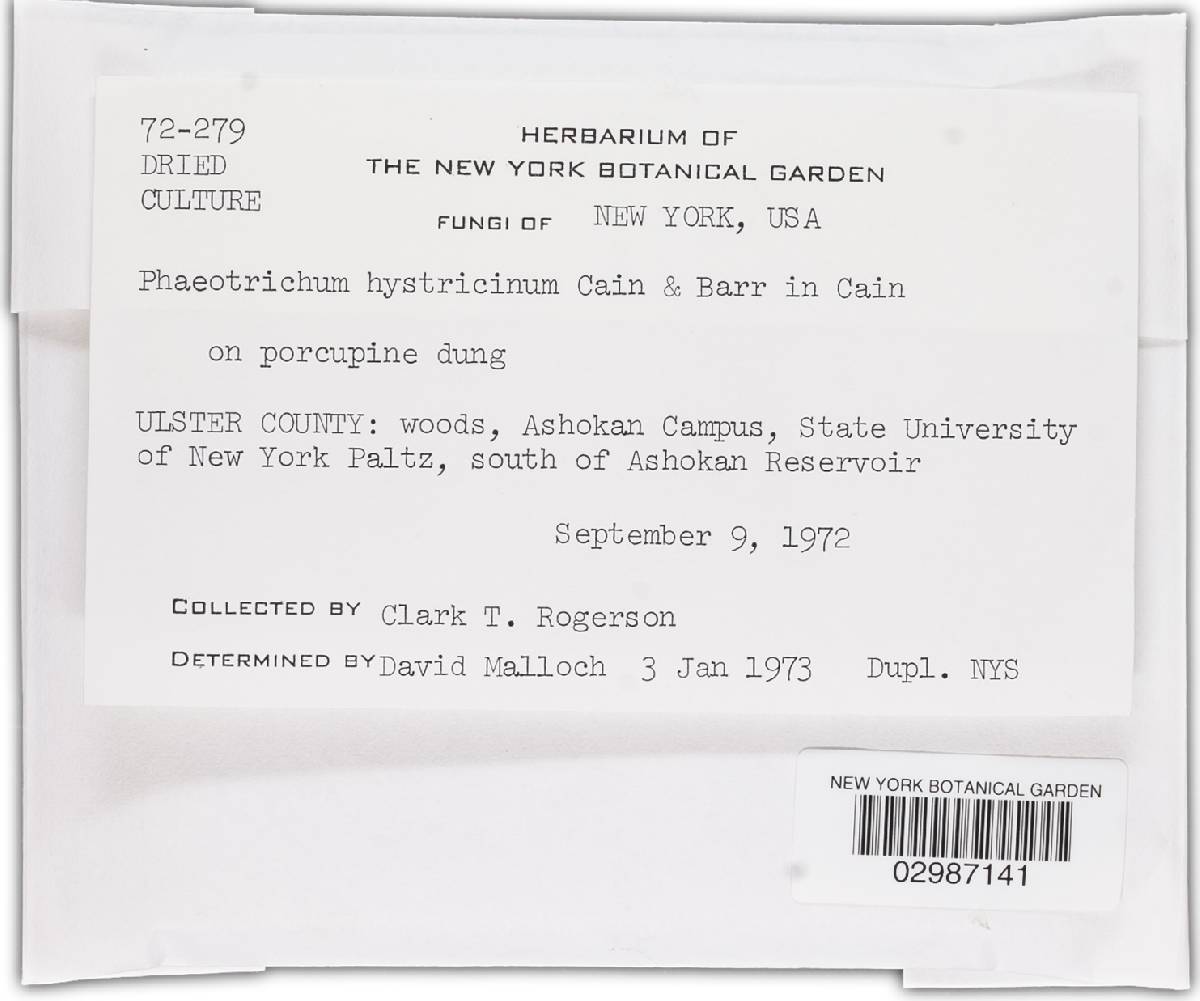 72-279
DRIED
CULTURE
HERBARIUM OF
THE NEW YORK BOTANICAL GARDEN
FUNGI OF NEW YORK, USA
Phaeotrichum hystricinum Cain & Barr in Cain
on porcupine dung
ULSTER COUNTY: woods, Ashokan Campus, State University
of New York Paltz, south of Ashokan Reservoir
September 9, 1972
COLLECTED BY Clark T. Rogerson
DETERMINED BY David Malloch 3 Jan 1973 Dupl. NYS
NEW YORK BOTANICAL GARDEN
02987141